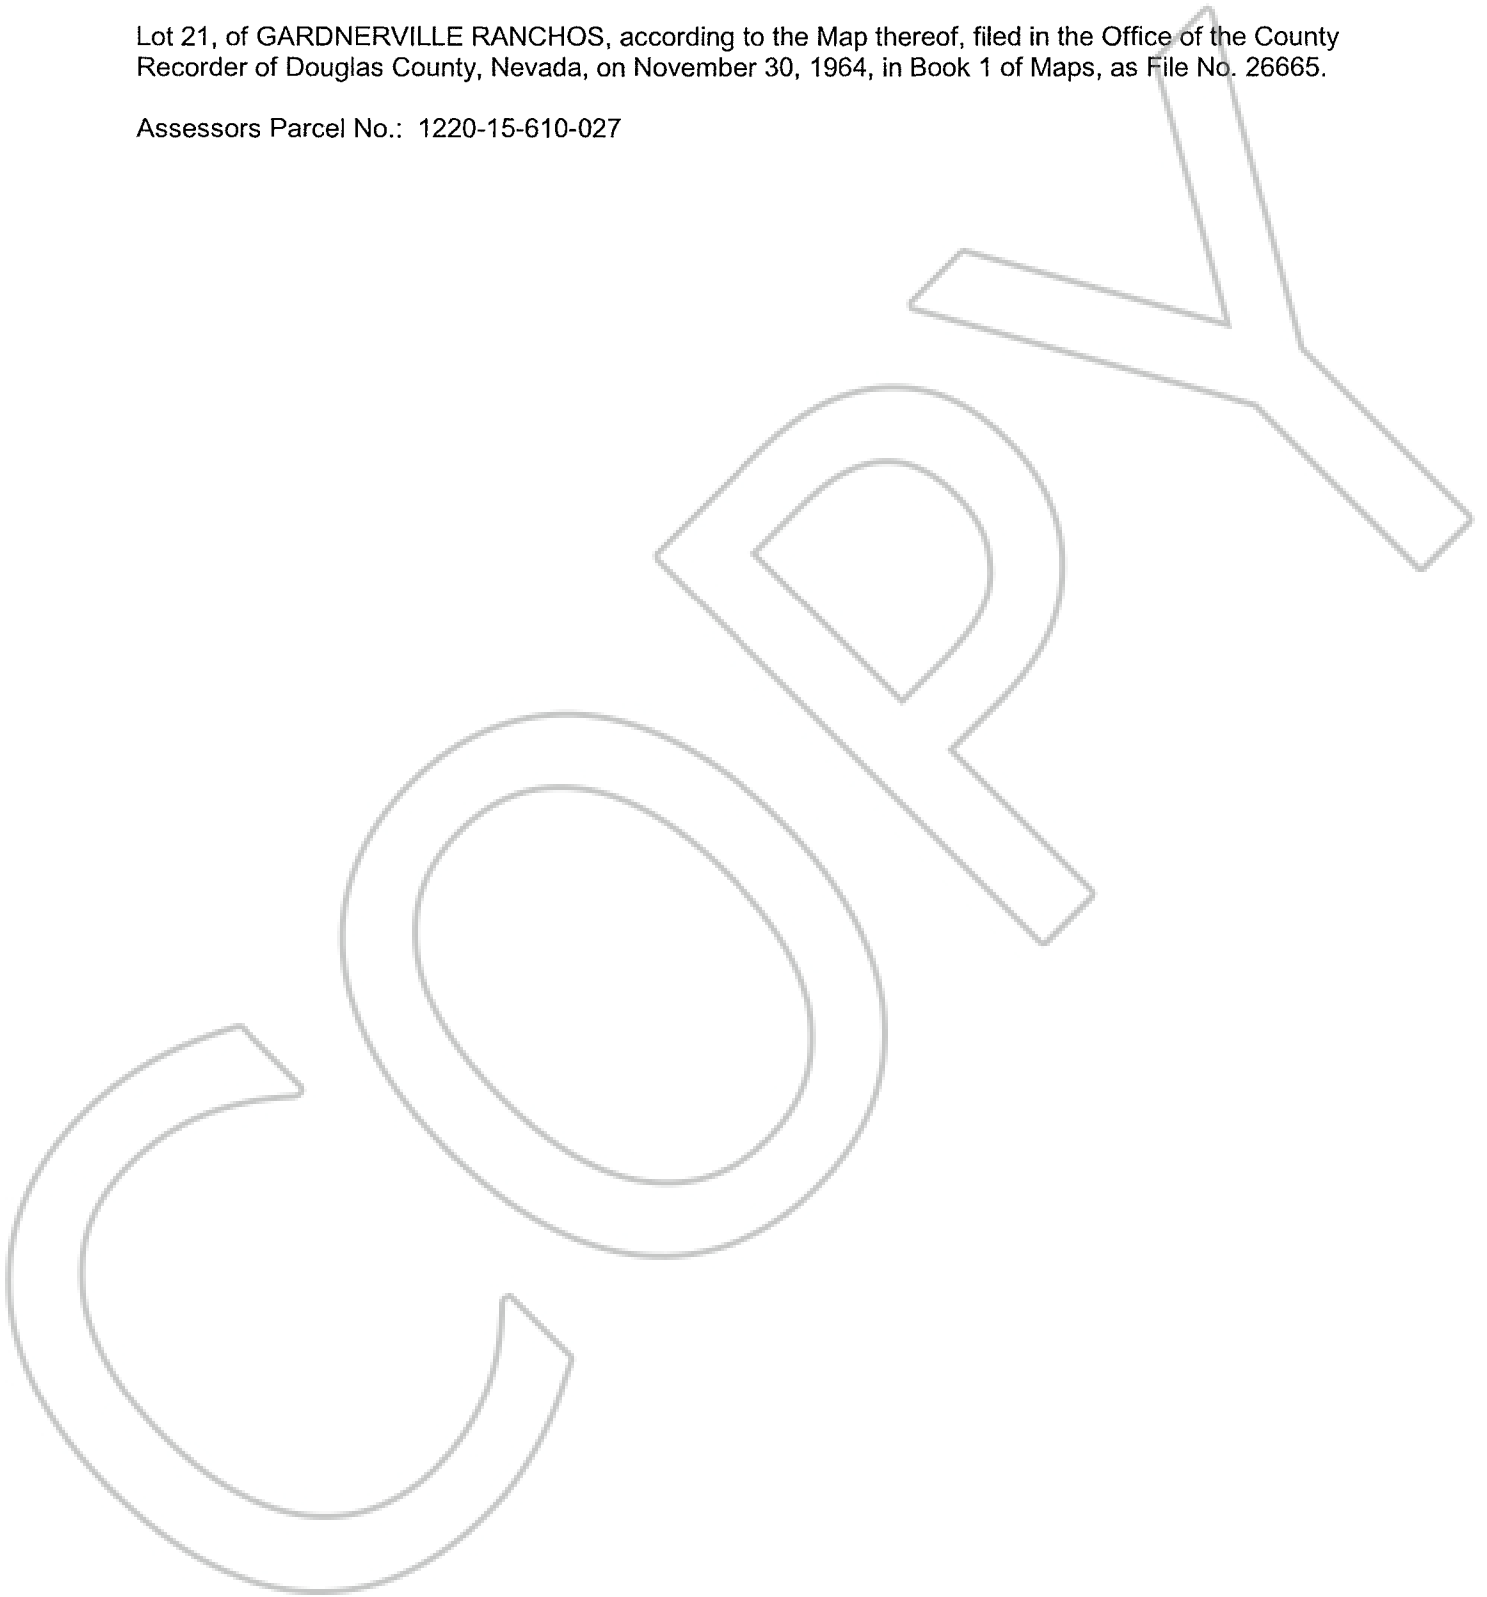 Lot 21, of GARDNERVILLE RANCHOS, according to the Map thereof, filed in the Office of the County
Recorder of Douglas County, Nevada, on November 30, 1964, in Book 1 of Maps, as File No. 26665.
Assessors Parcel No.: 1220-15-610-027
COPY